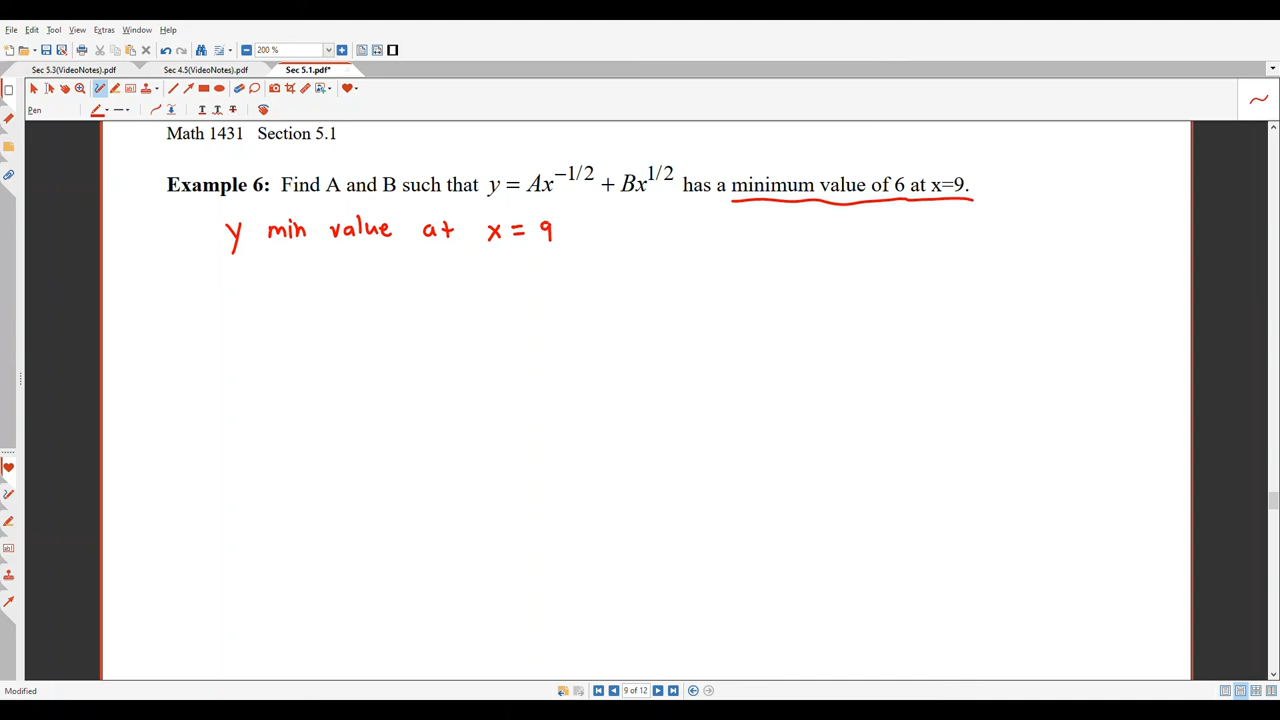 File Edit Tool View Extras Window Help
200 %
Sec 5.3(VideoNotes).pdf Sec 4.5(VideoNotes).pdf Sec 5.1.pdf*
Pen
Math 1431 Section 5.1
Example 6: Find A and B such that y = Ax^{-1/2} + Bx^{1/2} has a minimum value of 6 at x=9.
y min value at x = 9
Modified
9 of 12